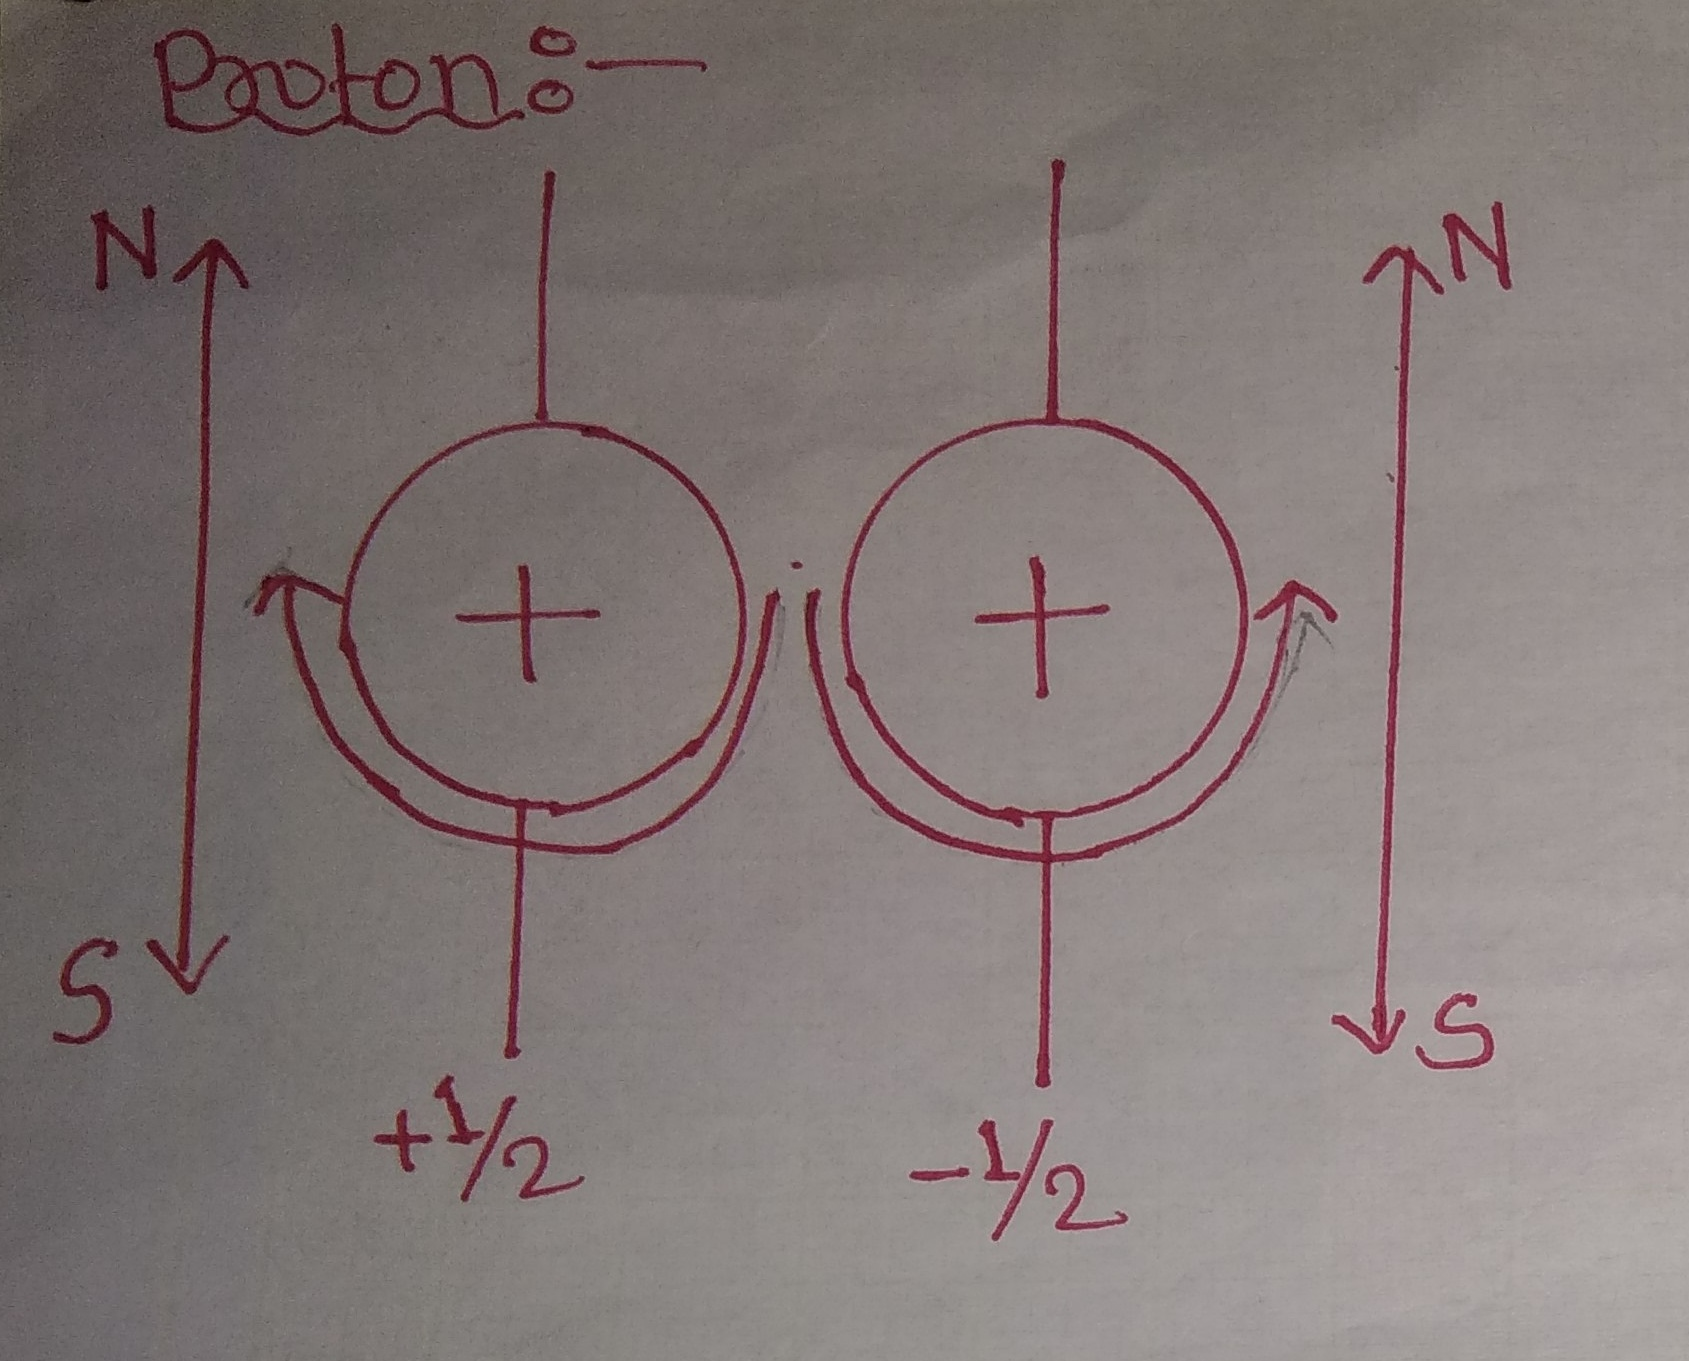 Proton:-
N N
+ +
S S
+1/2 -1/2